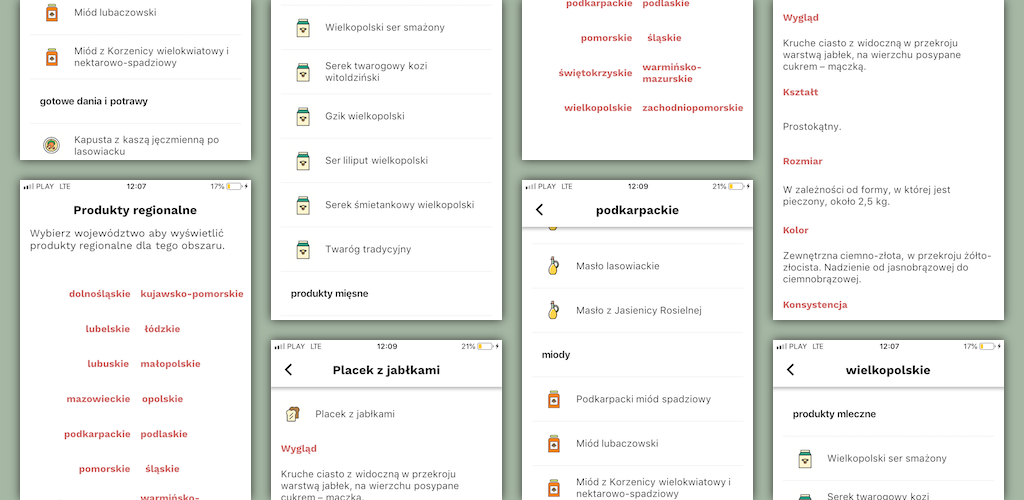 Miód lubaczowski
Miód z Korzenicy wielokwiatowy i
nektarowo-spadziowy
gotowe dania i potrawy
Kapusta z kaszą jęczmienną po
lasowiacku
PLAY LTE 12:07 17%
Produkty regionalne
Wybierz województwo aby wyświetlić
produkty regionalne dla tego obszaru.
dolnośląskie kujawsko-pomorskie
lubelskie łódzkie
lubuskie małopolskie
mazowieckie opolskie
podkarpackie podlaskie
pomorskie śląskie
warmińsko-
Wielkopolski ser smażony
Serek twarogowy kozi
witoldziński
Gzik wielkopolski
Ser liliput wielkopolski
Serek śmietankowy wielkopolski
Twaróg tradycyjny
produkty mięsne
PLAY LTE 12:09 21%
Placek z jabłkami
Placek z jabłkami
Wygląd
Kruche ciasto z widoczną w przekroju
warstwą jabłek, na wierzchu posypane
cukrem – mączką.
podkarpackie podlaskie
pomorskie śląskie
świętokrzyskie warmińsko-
mazurskie
wielkopolskie zachodniopomorskie
PLAY LTE 12:09 21%
podkarpackie
Masło lasowiackie
Masło z Jasienicy Rosielnej
miody
Podkarpacki miód spadziowy
Miód lubaczowski
Miód z Korzenicy wielokwiatowy i
nektarowo-spadziowy
Wygląd
Kruche ciasto z widoczną w przekroju
warstwą jabłek, na wierzchu posypane
cukrem – mączką.
Kształt
Prostokątny.
Rozmiar
W zależności od formy, w której jest
pieczony, około 2,5 kg.
Kolor
Zewnętrzna ciemno-złota, w przekroju żółto-
złocista. Nadzienie od jasnobrązowej do
ciemnobrązowej.
Konsystencja
PLAY LTE 12:07 17%
wielkopolskie
produkty mleczne
Wielkopolski ser smażony
Serek twarogowy kozi